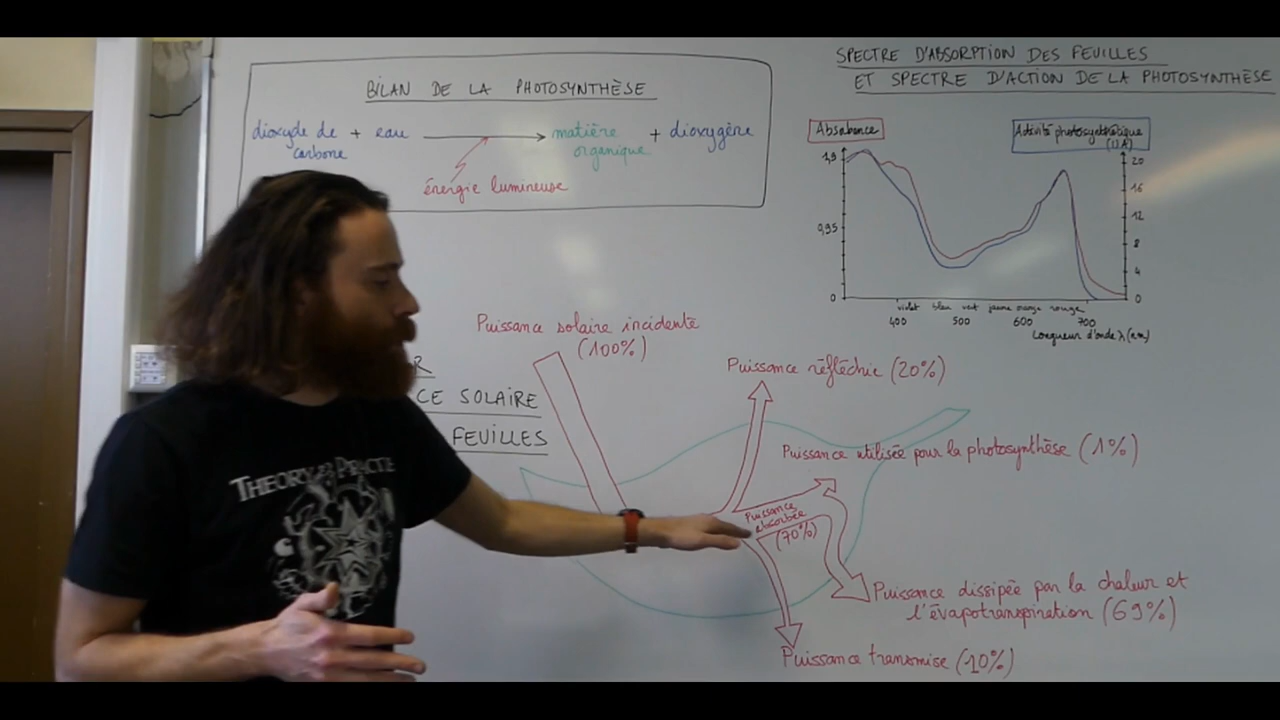 BILAN DE LA PHOTOSYNTHÈSE
dioxyde de carbone + eau → matière organique + dioxygène
énergie lumineuse
SPECTRE D'ABSORPTION DES FEUILLES
ET SPECTRE D'ACTION DE LA PHOTOSYNTHÈSE
Absorbance
Activité photosynthétique
(U.A)
1,9
0,95
0
20
16
12
8
4
0
violet bleu vert jaune orange rouge
400 500 600 700
Longueur d'onde λ (nm)
CE SOLAIRE
FEUILLES
Puissance solaire incidente
(100%)
Puissance réfléchie (20%)
Puissance utilisée pour la photosynthèse (1%)
Puissance
absorbée
(70%)
Puissance dissipée par la chaleur et
l'évapotranspiration (69%)
Puissance transmise (10%)
THEORY